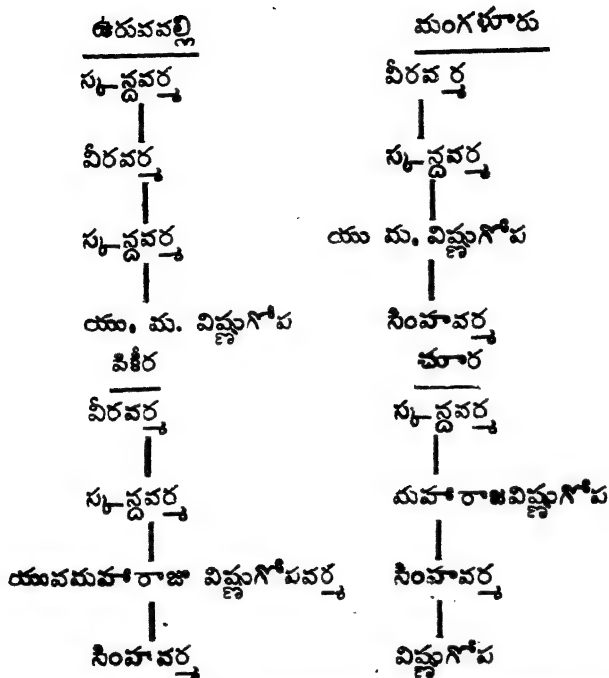 ఉరువవల్లి
స్కన్దవర్మ
వీరవర్మ
స్కన్దవర్మ
యు. మ. విష్ణుగోప
మంగళూరు
వీరవర్మ
స్కన్దవర్మ
యు మ. విష్ణుగోప
సింహవర్మ
పికీర
వీరవర్మ
స్కన్దవర్మ
యువమహారాజు విష్ణుగోపవర్మ
సింహవర్మ
చూర
స్కన్దవర్మ
మహారాజవిష్ణుగోప
సింహవర్మ
విష్ణుగోప